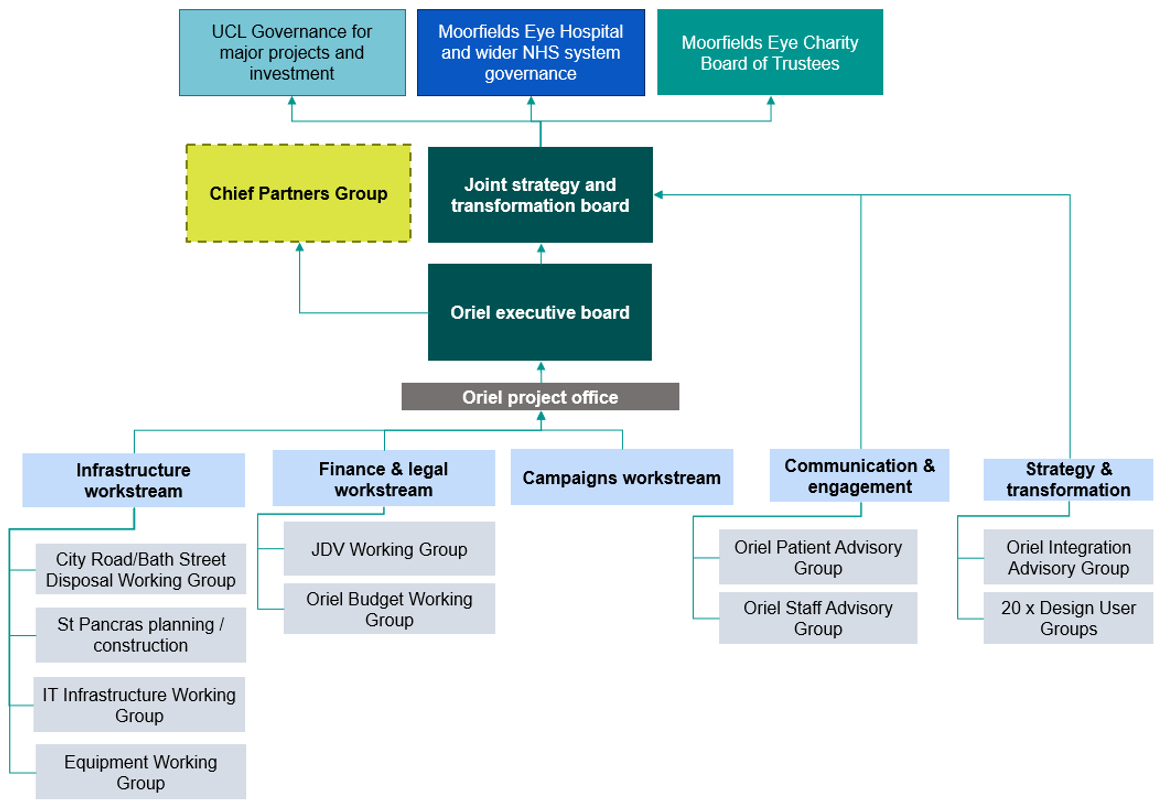 UCL Governance for
major projects and
investment
Moorfields Eye Hospital
and wider NHS system
governance
Moorfields Eye Charity
Board of Trustees
Chief Partners Group
Joint strategy and
transformation board
Oriel executive board
Oriel project office
Infrastructure
workstream
Finance & legal
workstream
Campaigns workstream
Communication &
engagement
Strategy &
transformation
City Road/Bath Street
Disposal Working Group
St Pancras planning /
construction
IT Infrastructure Working
Group
Equipment Working
Group
JDV Working Group
Oriel Budget Working
Group
Oriel Patient Advisory
Group
Oriel Staff Advisory
Group
Oriel Integration
Advisory Group
20 x Design User
Groups